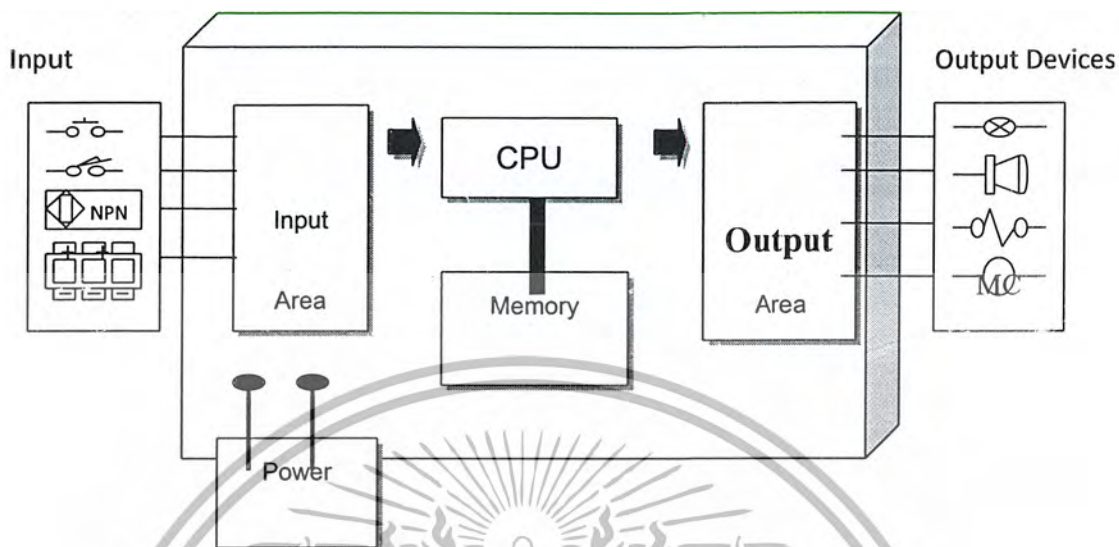 Input
Output Devices
NPN
Input
Area
CPU
Memory
Output
Area
MC
Power